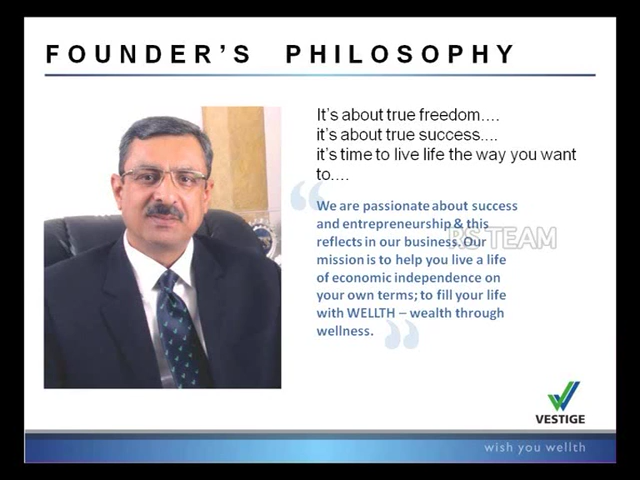 FOUNDER'S PHILOSOPHY
It's about true freedom....
it's about true success....
it's time to live life the way you want
to....
“
We are passionate about success
and entrepreneurship & this
reflects in our business. Our
RS TEAM
mission is to help you live a life
of economic independence on
your own terms; to fill your life
with WELLTH – wealth through
wellness.
”
VESTIGE
wish you wellth